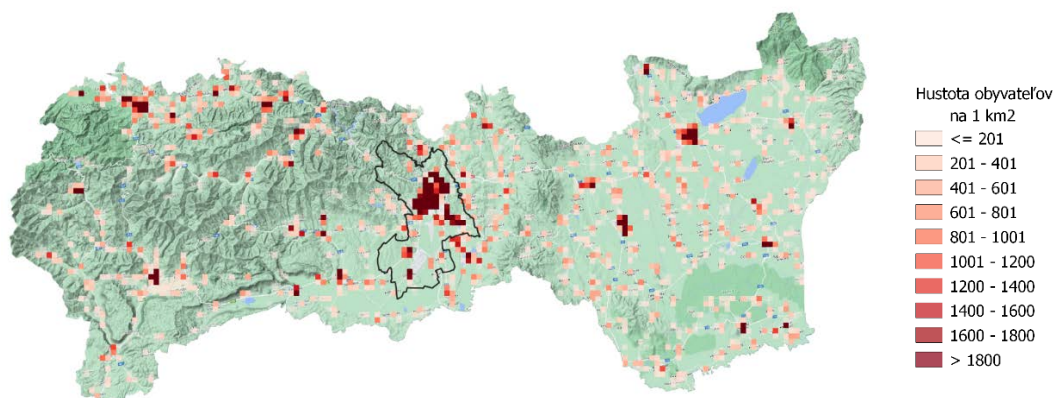 Hustota obyvateľov
na 1 km2
<= 201
201 - 401
401 - 601
601 - 801
801 - 1001
1001 - 1200
1200 - 1400
1400 - 1600
1600 - 1800
> 1800